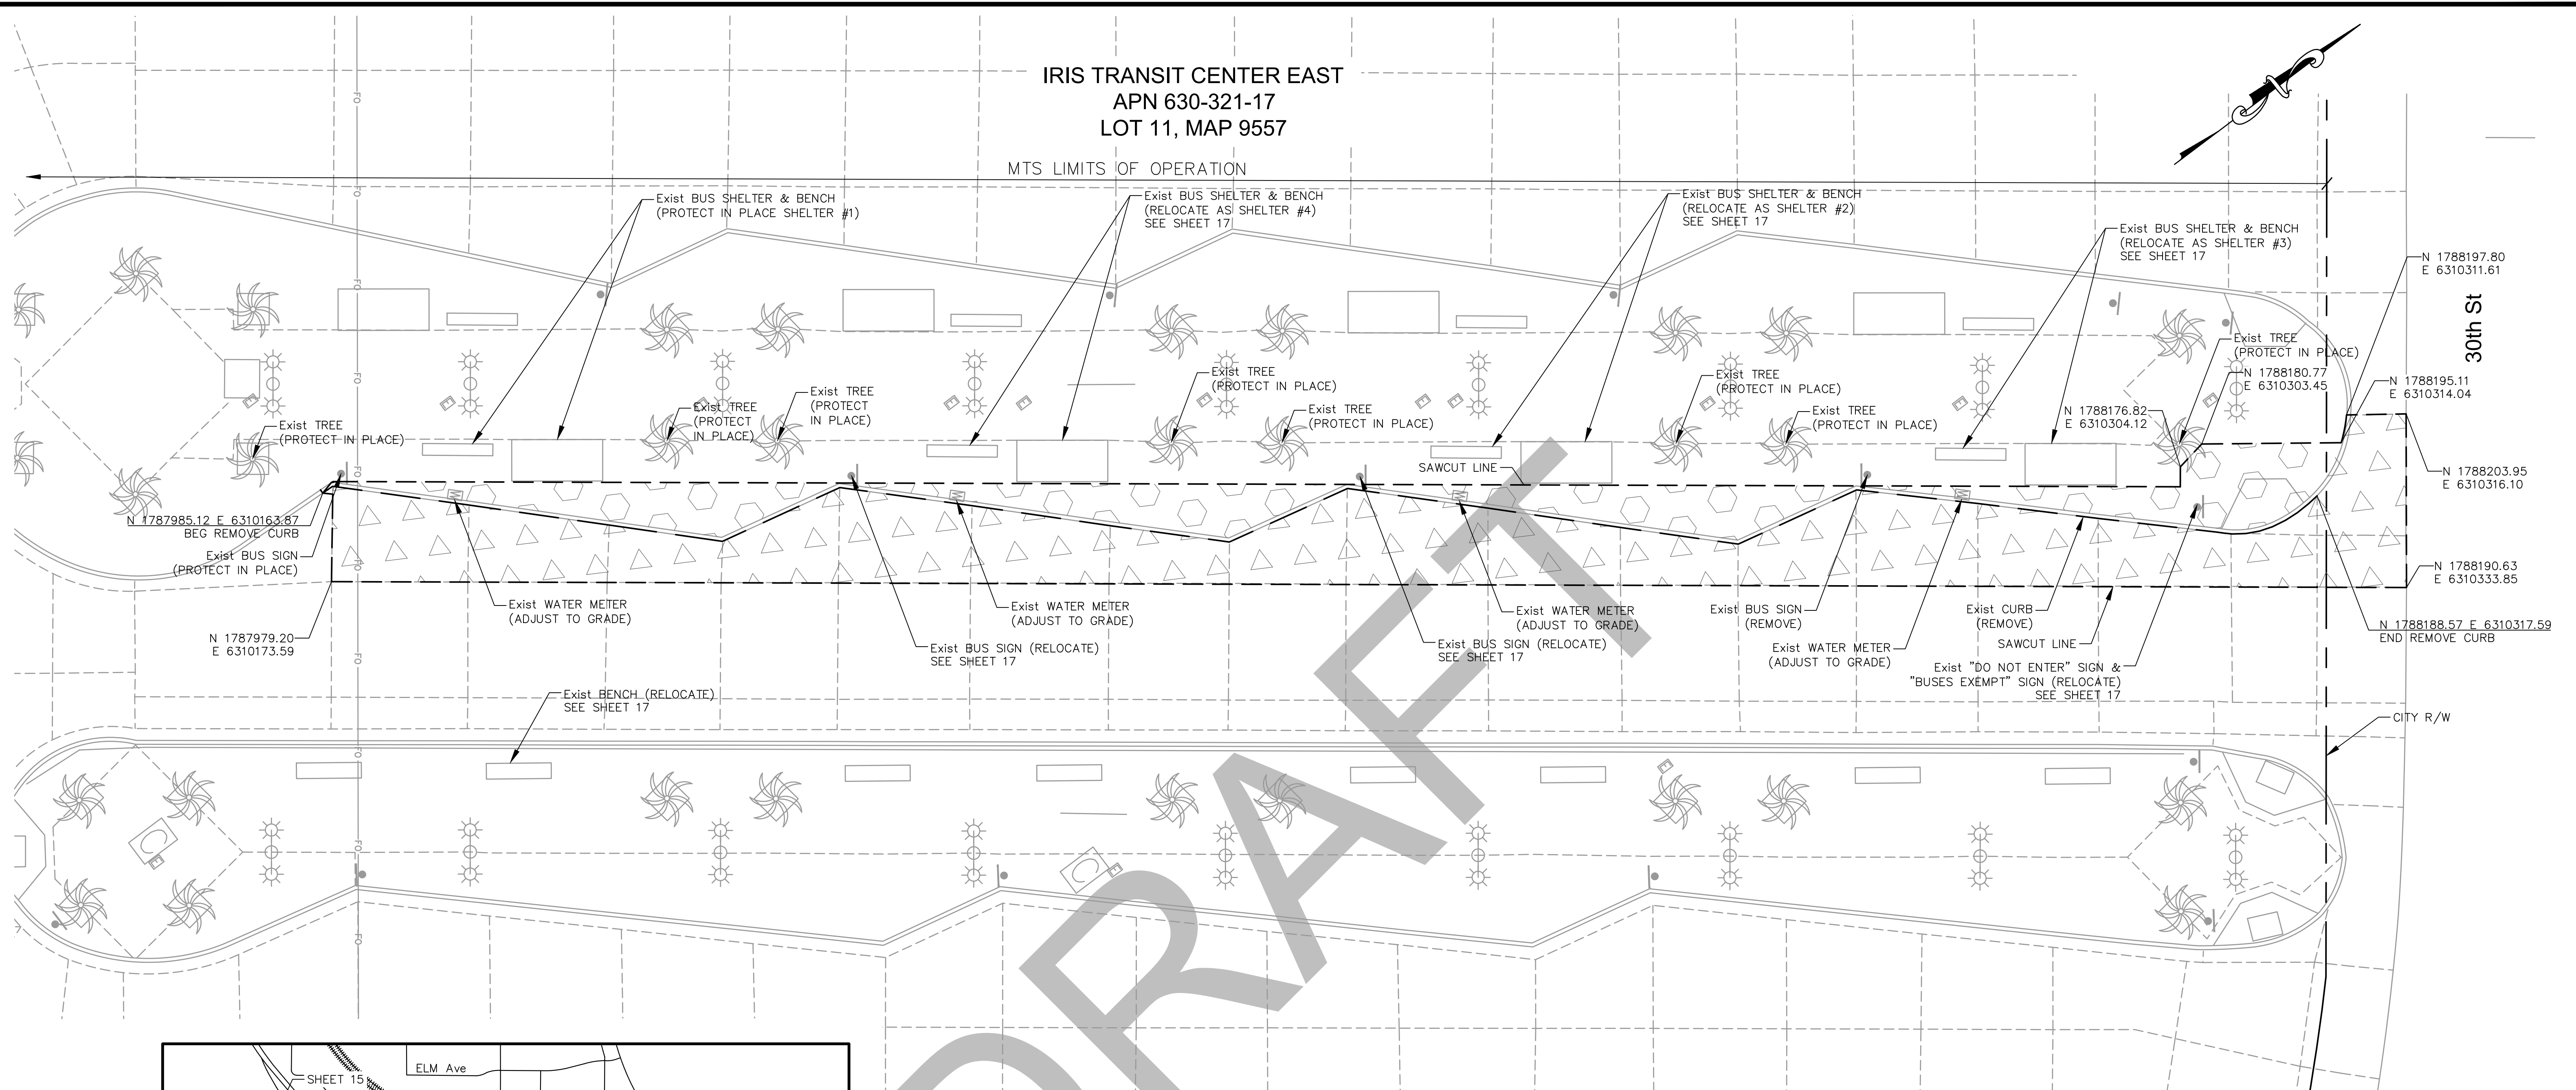 IRIS TRANSIT CENTER EAST
APN 630-321-17
LOT 11, MAP 9557
MTS LIMITS OF OPERATION
Exist BUS SHELTER & BENCH
(PROTECT IN PLACE SHELTER #1)
Exist BUS SHELTER & BENCH
(RELOCATE AS SHELTER #4)
SEE SHEET 17
Exist BUS SHELTER & BENCH
(RELOCATE AS SHELTER #2)
SEE SHEET 17
Exist BUS SHELTER & BENCH
(RELOCATE AS SHELTER #3)
SEE SHEET 17
N 1788197.80
E 6310311.61
30th St
Exist TREE
(PROTECT IN PLACE)
N 1788180.77
E 6310303.45
N 1788195.11
E 6310314.04
N 1788176.82
E 6310304.12
Exist TREE
(PROTECT IN PLACE)
Exist TREE
(PROTECT
IN PLACE)
Exist TREE
(PROTECT
IN PLACE)
Exist TREE
(PROTECT IN PLACE)
Exist TREE
(PROTECT IN PLACE)
Exist TREE
(PROTECT IN PLACE)
Exist TREE
(PROTECT IN PLACE)
SAWCUT LINE
N 1788203.95
E 6310316.10
N 1787985.12 E 6310163.87
BEG REMOVE CURB
Exist BUS SIGN
(PROTECT IN PLACE)
N 1788190.63
E 6310333.85
N 1787979.20
E 6310173.59
Exist WATER METER
(ADJUST TO GRADE)
Exist BUS SIGN (RELOCATE)
SEE SHEET 17
Exist WATER METER
(ADJUST TO GRADE)
Exist BUS SIGN (RELOCATE)
SEE SHEET 17
Exist WATER METER
(ADJUST TO GRADE)
Exist BUS SIGN
(REMOVE)
Exist WATER METER
(ADJUST TO GRADE)
Exist CURB
(REMOVE)
SAWCUT LINE
Exist "DO NOT ENTER" SIGN &
"BUSES EXEMPT" SIGN (RELOCATE)
SEE SHEET 17
N 1788188.57 E 6310317.59
END REMOVE CURB
Exist BENCH (RELOCATE)
SEE SHEET 17
CITY R/W
FO
FO
FO
FO
FO
FO
FO
FO
FO
FO
DRAFT
SHEET 15
ELM Ave